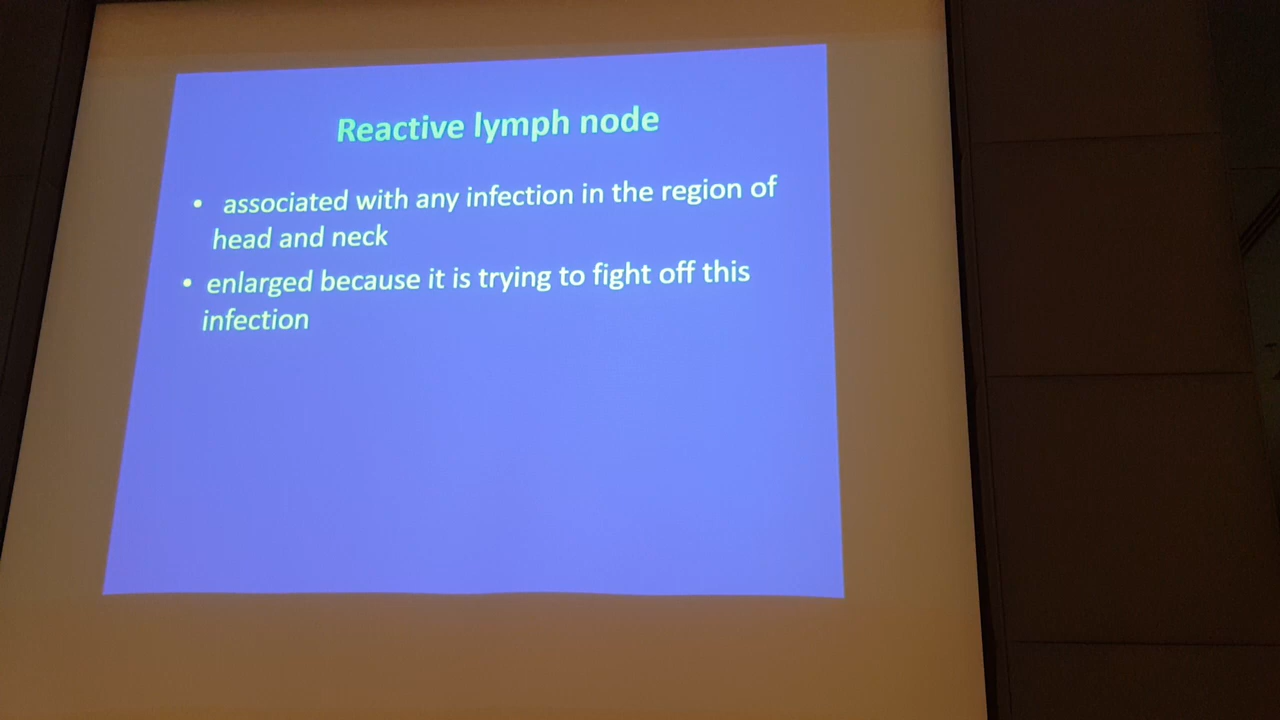 Reactive lymph node
• associated with any infection in the region of
head and neck
• enlarged because it is trying to fight off this
infection